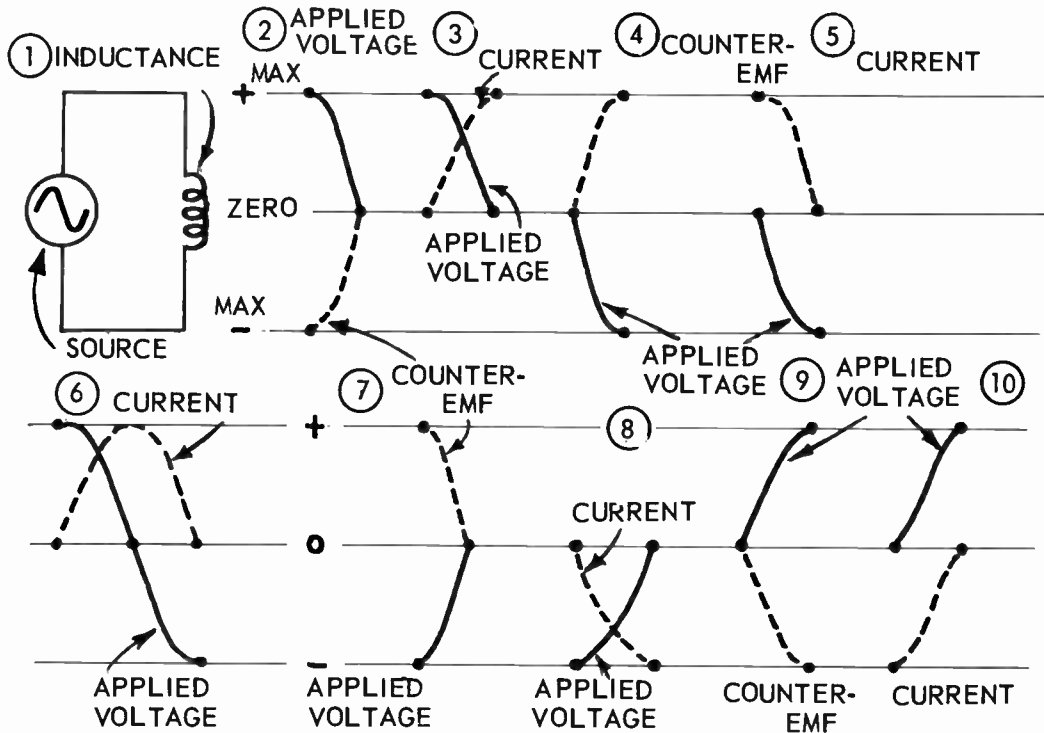 1 INDUCTANCE
2 APPLIED
VOLTAGE
3 CURRENT
4 COUNTER-
EMF
5 CURRENT
MAX
+
ZERO
MAX
−
SOURCE
APPLIED
VOLTAGE
APPLIED
VOLTAGE
6 CURRENT
7 COUNTER-
EMF
8
9 APPLIED
VOLTAGE
10
+
O
−
CURRENT
APPLIED
VOLTAGE
APPLIED
VOLTAGE
APPLIED
VOLTAGE
COUNTER-
EMF
CURRENT